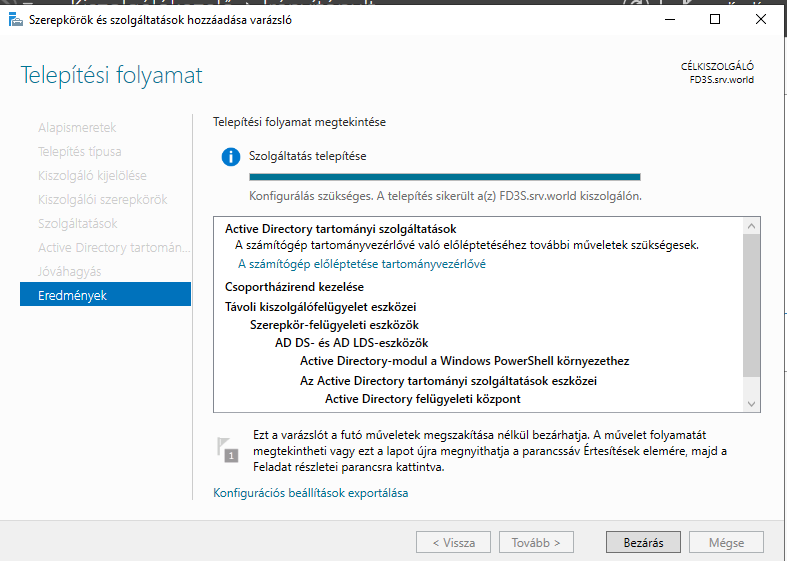 Szerepkörök és szolgáltatások hozzáadása varázsló
Telepítési folyamat
CÉLKISZOLGÁLÓ
FD3S.srv.world
Alapismeretek
Telepítés típusa
Kiszolgáló kijelölése
Kiszolgálói szerepkörök
Szolgáltatások
Active Directory tartomán...
Jóváhagyás
Eredmények
Telepítési folyamat megtekintése
Szolgáltatás telepítése
Konfigurálás szükséges. A telepítés sikerült a(z) FD3S.srv.world kiszolgálón.
Active Directory tartományi szolgáltatások
A számítógép tartományvezérlővé való előléptetéséhez további műveletek szükségesek.
A számítógép előléptetése tartományvezérlővé
Csoportházirend kezelése
Távoli kiszolgálófelügyelet eszközei
Szerepkör-felügyeleti eszközök
AD DS- és AD LDS-eszközök
Active Directory-modul a Windows PowerShell környezethez
Az Active Directory tartományi szolgáltatások eszközei
Active Directory felügyeleti központ
1
Ezt a varázslót a futó műveletek megszakítása nélkül bezárhatja. A művelet folyamatát
megtekintheti vagy ezt a lapot újra megnyithatja a parancssáv Értesítések elemére, majd a
Feladat részletei parancsra kattintva.
Konfigurációs beállítások exportálása
< Vissza
Tovább >
Bezárás
Mégse